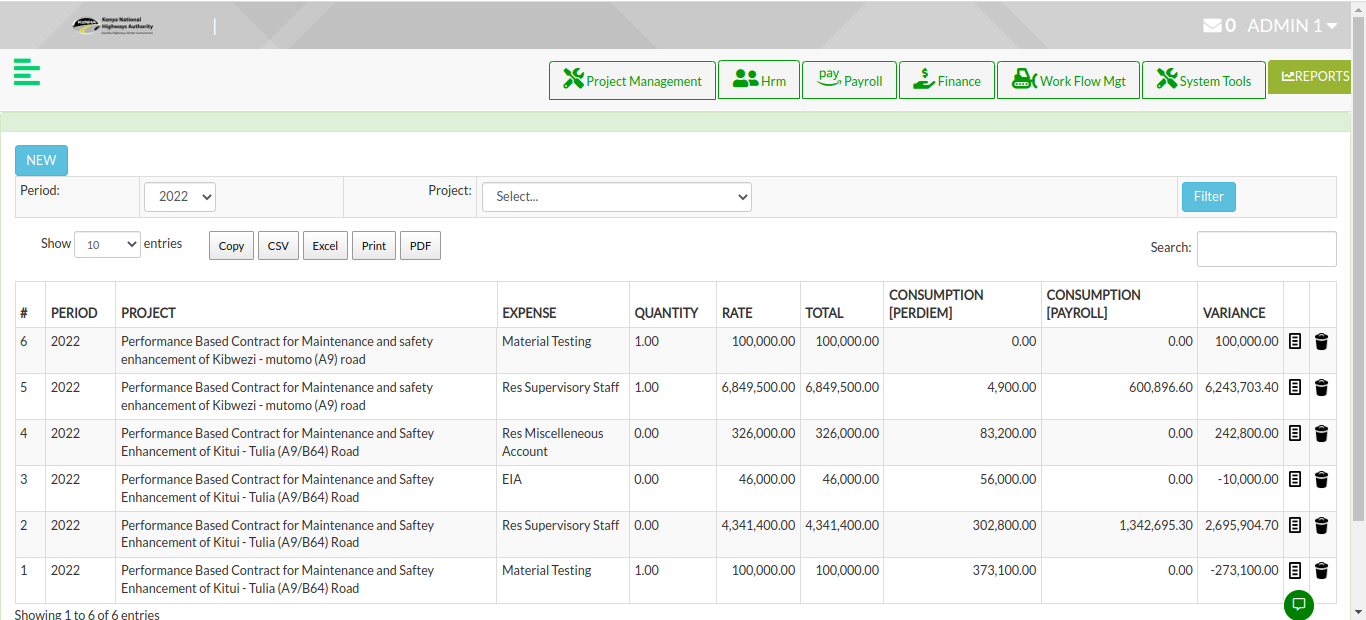 Kenya National
Highways Authority
0 ADMIN 1
Project Management Hrm pay Payroll $ Finance Work Flow Mgt System Tools REPORTS
NEW
Period: 2022 Project: Select... Filter
Show 10 entries Copy CSV Excel Print PDF Search:
# PERIOD PROJECT EXPENSE QUANTITY RATE TOTAL CONSUMPTION [PERDIEM] CONSUMPTION [PAYROLL] VARIANCE
6 2022 Performance Based Contract for Maintenance and safety Material Testing 1.00 100,000.00 100,000.00 0.00 0.00 100,000.00
enhancement of Kibwezi - mutomo (A9) road
5 2022 Performance Based Contract for Maintenance and safety Res Supervisory Staff 1.00 6,849,500.00 6,849,500.00 4,900.00 600,896.60 6,243,703.40
enhancement of Kibwezi - mutomo (A9) road
4 2022 Performance Based Contract for Maintenance and Saftey Res Miscelleneous 0.00 326,000.00 326,000.00 83,200.00 0.00 242,800.00
Enhancement of Kitui - Tulia (A9/B64) Road Account
3 2022 Performance Based Contract for Maintenance and Saftey EIA 0.00 46,000.00 46,000.00 56,000.00 0.00 -10,000.00
Enhancement of Kitui - Tulia (A9/B64) Road
2 2022 Performance Based Contract for Maintenance and Saftey Res Supervisory Staff 0.00 4,341,400.00 4,341,400.00 302,800.00 1,342,695.30 2,695,904.70
Enhancement of Kitui - Tulia (A9/B64) Road
1 2022 Performance Based Contract for Maintenance and Saftey Material Testing 1.00 100,000.00 100,000.00 373,100.00 0.00 -273,100.00
Enhancement of Kitui - Tulia (A9/B64) Road
Showing 1 to 6 of 6 entries